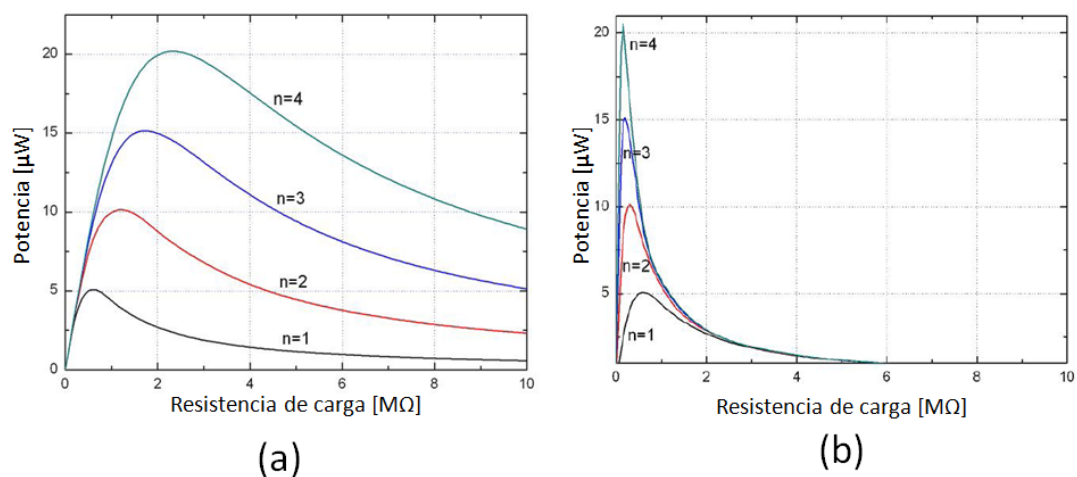 20
15
10
5
0
Potencia [µW]
n=4
n=3
n=2
n=1
0 2 4 6 8 10
Resistencia de carga [MΩ]
(a)
20
15
10
5
Potencia [µW]
n=4
n=3
n=2
n=1
0 2 4 6 8 10
Resistencia de carga [MΩ]
(b)